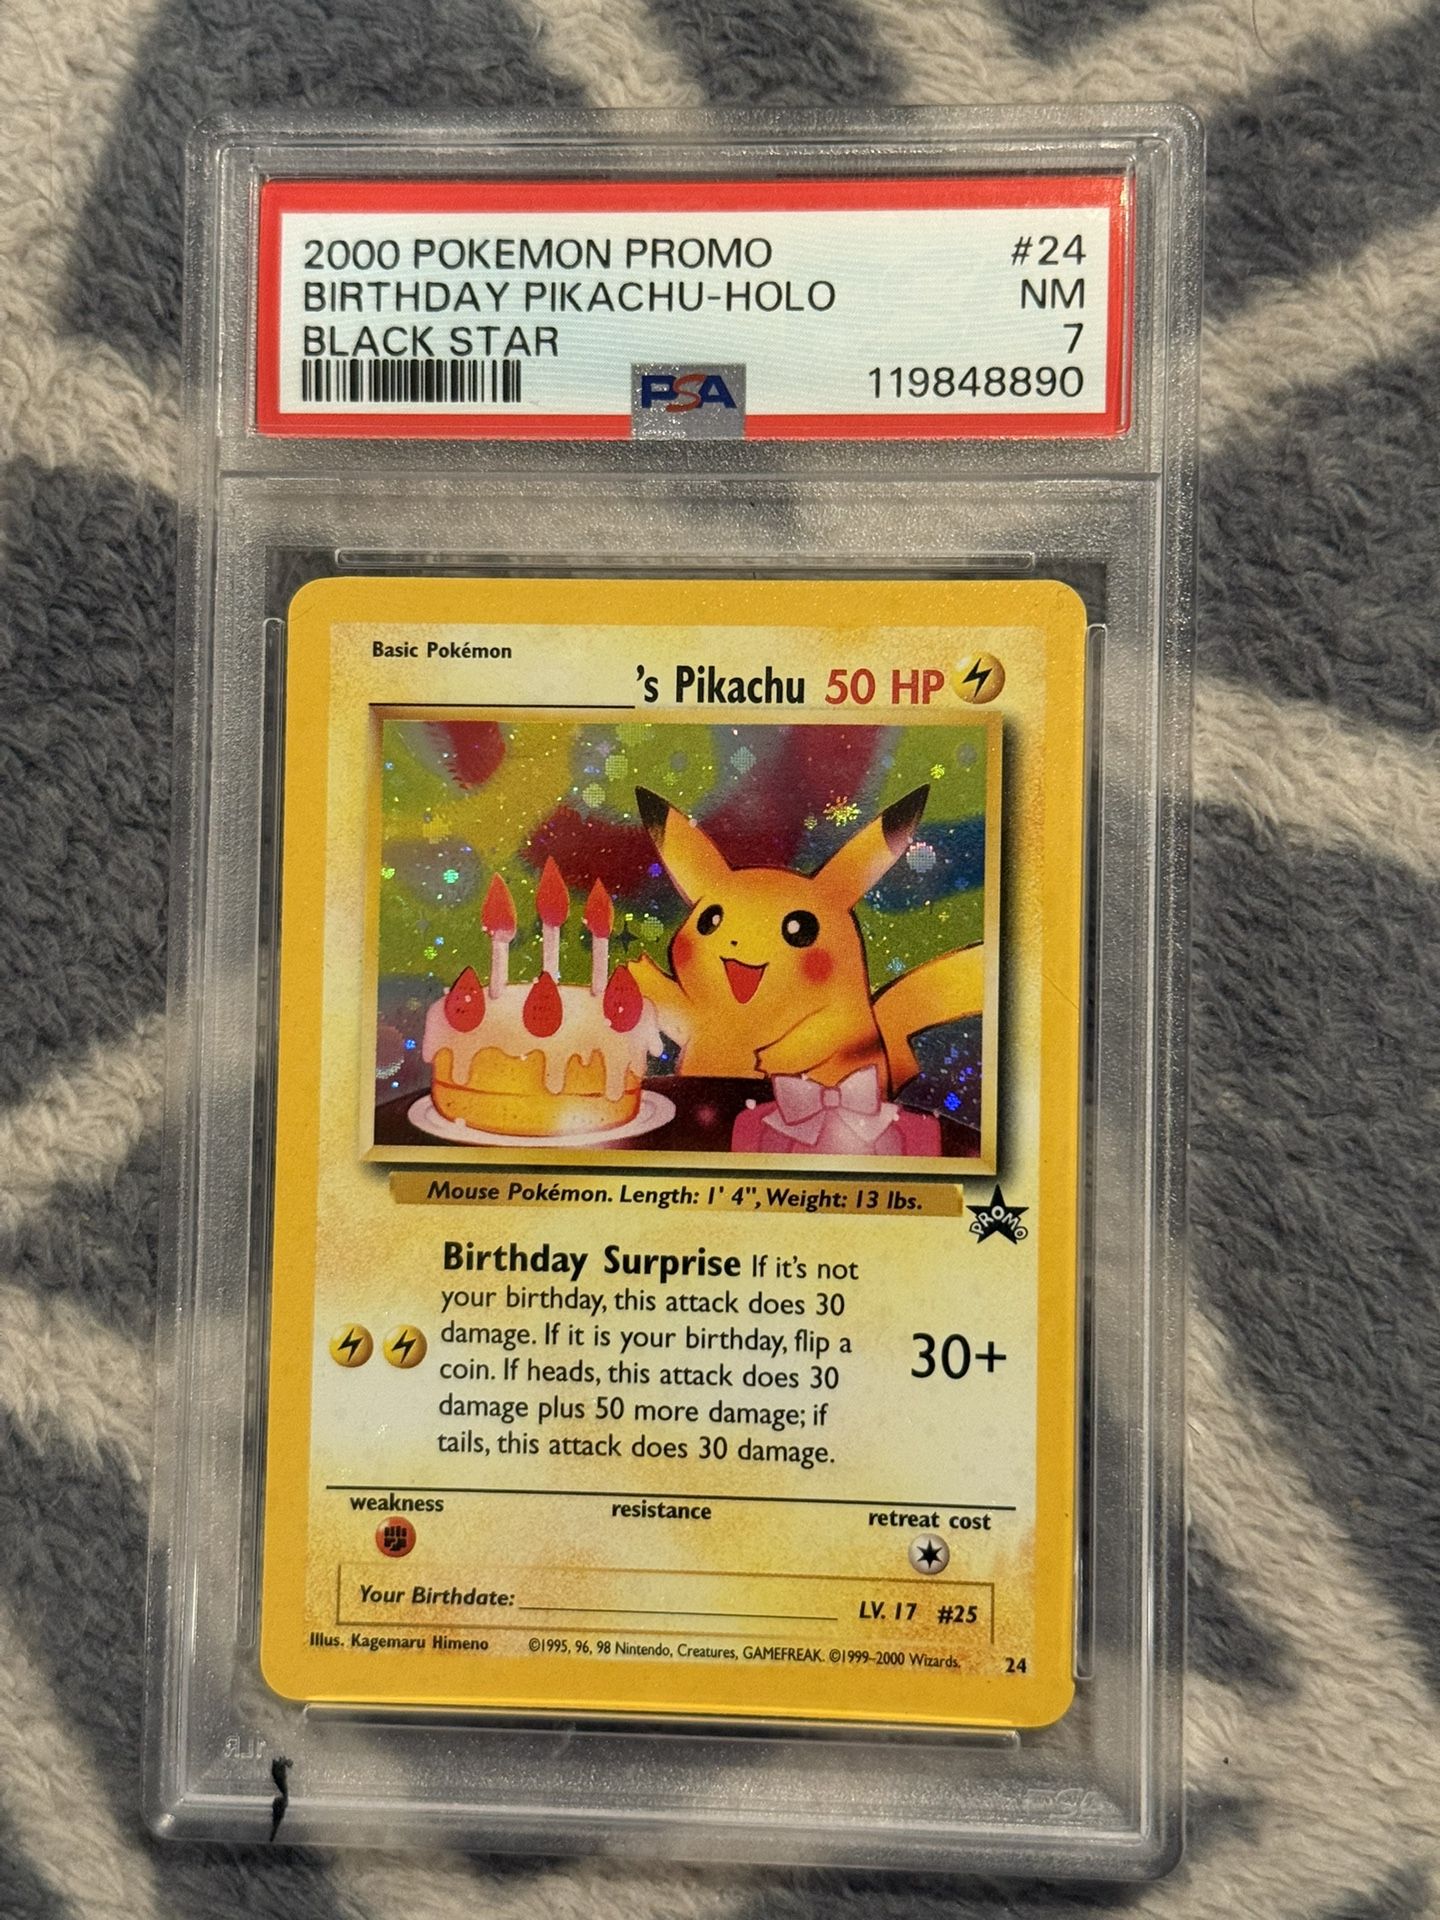 2000 POKEMON PROMO #24
BIRTHDAY PIKACHU-HOLO NM
BLACK STAR 7
PSA 119848890
Basic Pokémon
's Pikachu 50 HP
Mouse Pokémon. Length: 1' 4", Weight: 13 lbs.
PROMO
Birthday Surprise If it's not
your birthday, this attack does 30
damage. If it is your birthday, flip a
coin. If heads, this attack does 30
damage plus 50 more damage; if
tails, this attack does 30 damage.
30+
weakness resistance retreat cost
Your Birthdate: LV. 17 #25
Illus. Kagemaru Himeno ©1995, 96, 98 Nintendo, Creatures, GAMEFREAK. ©1999–2000 Wizards. 24